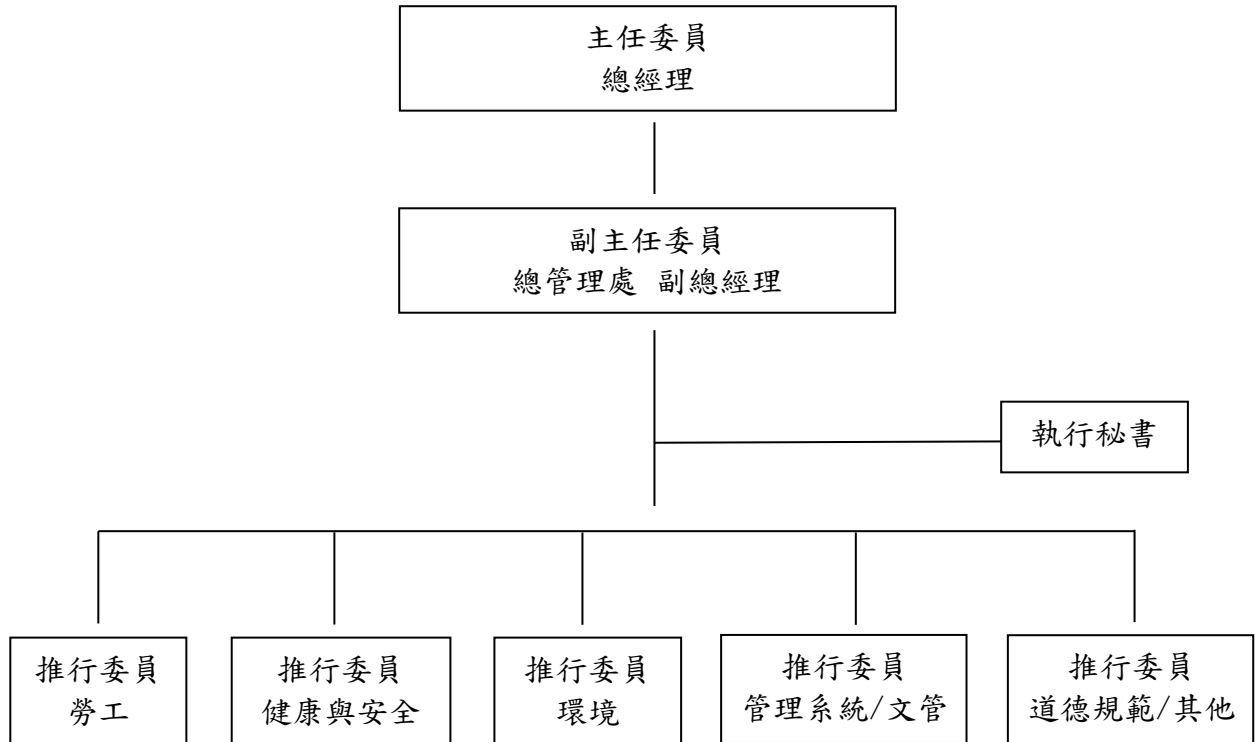 主任委員
總經理
副主任委員
總管理處 副總經理
執行秘書
推行委員
勞工
推行委員
健康與安全
推行委員
環境
推行委員
管理系統/文管
推行委員
道德規範/其他